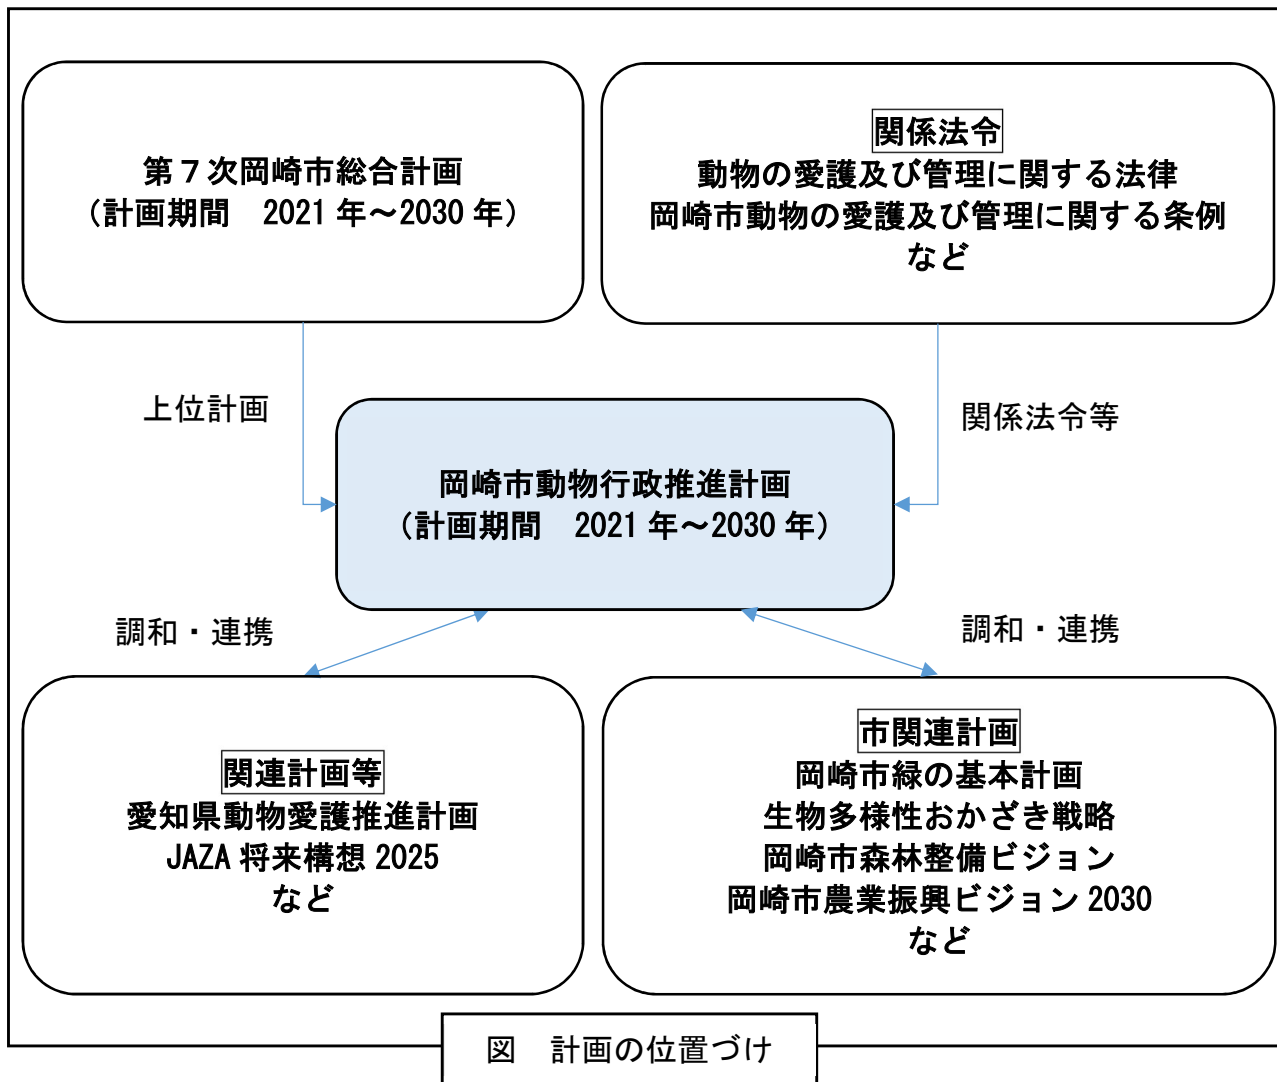 第７次岡崎市総合計画
（計画期間　2021 年～2030 年）
関係法令
動物の愛護及び管理に関する法律
岡崎市動物の愛護及び管理に関する条例
など
上位計画
関係法令等
岡崎市動物行政推進計画
（計画期間　2021 年～2030 年）
調和・連携
調和・連携
関連計画等
愛知県動物愛護推進計画
JAZA 将来構想 2025
など
市関連計画
岡崎市緑の基本計画
生物多様性おかざき戦略
岡崎市森林整備ビジョン
岡崎市農業振興ビジョン 2030
など
図　計画の位置づけ